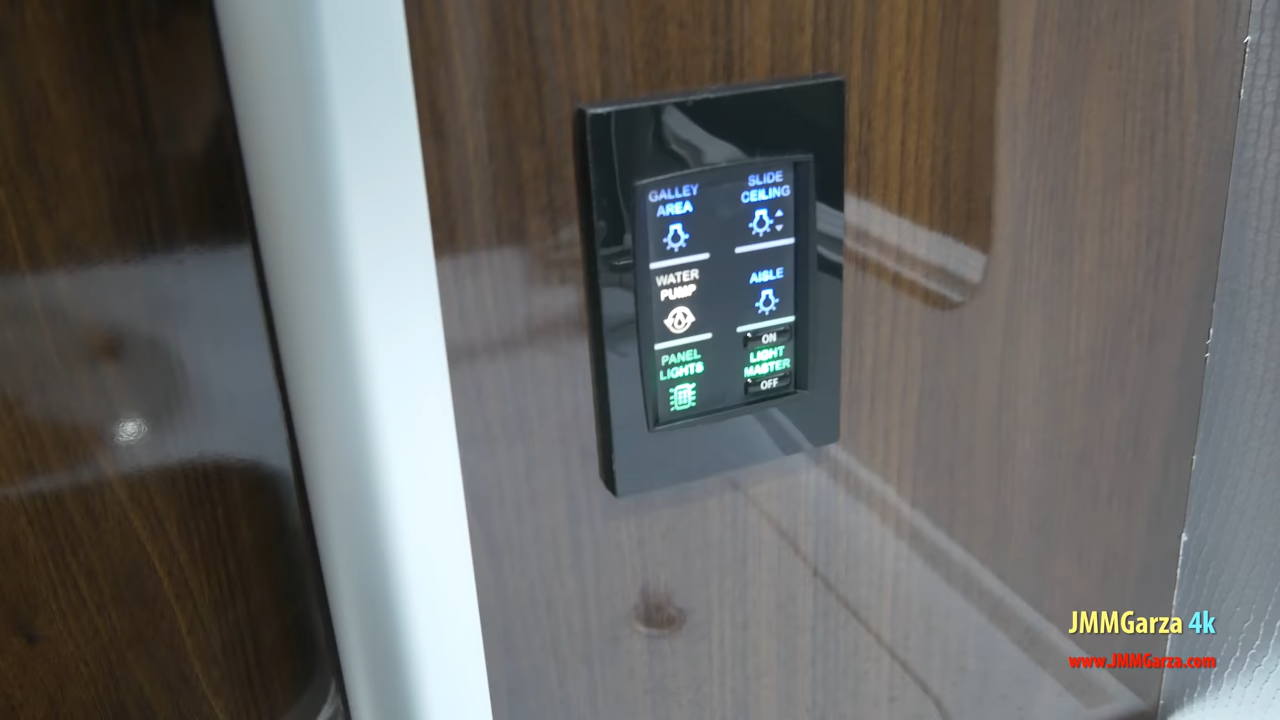 GALLEY
AREA
SLIDE
CEILING
WATER
PUMP
AISLE
PANEL
LIGHTS
ON
LIGHT
MASTER
OFF
JMMGarza 4k
www.JMMGarza.com